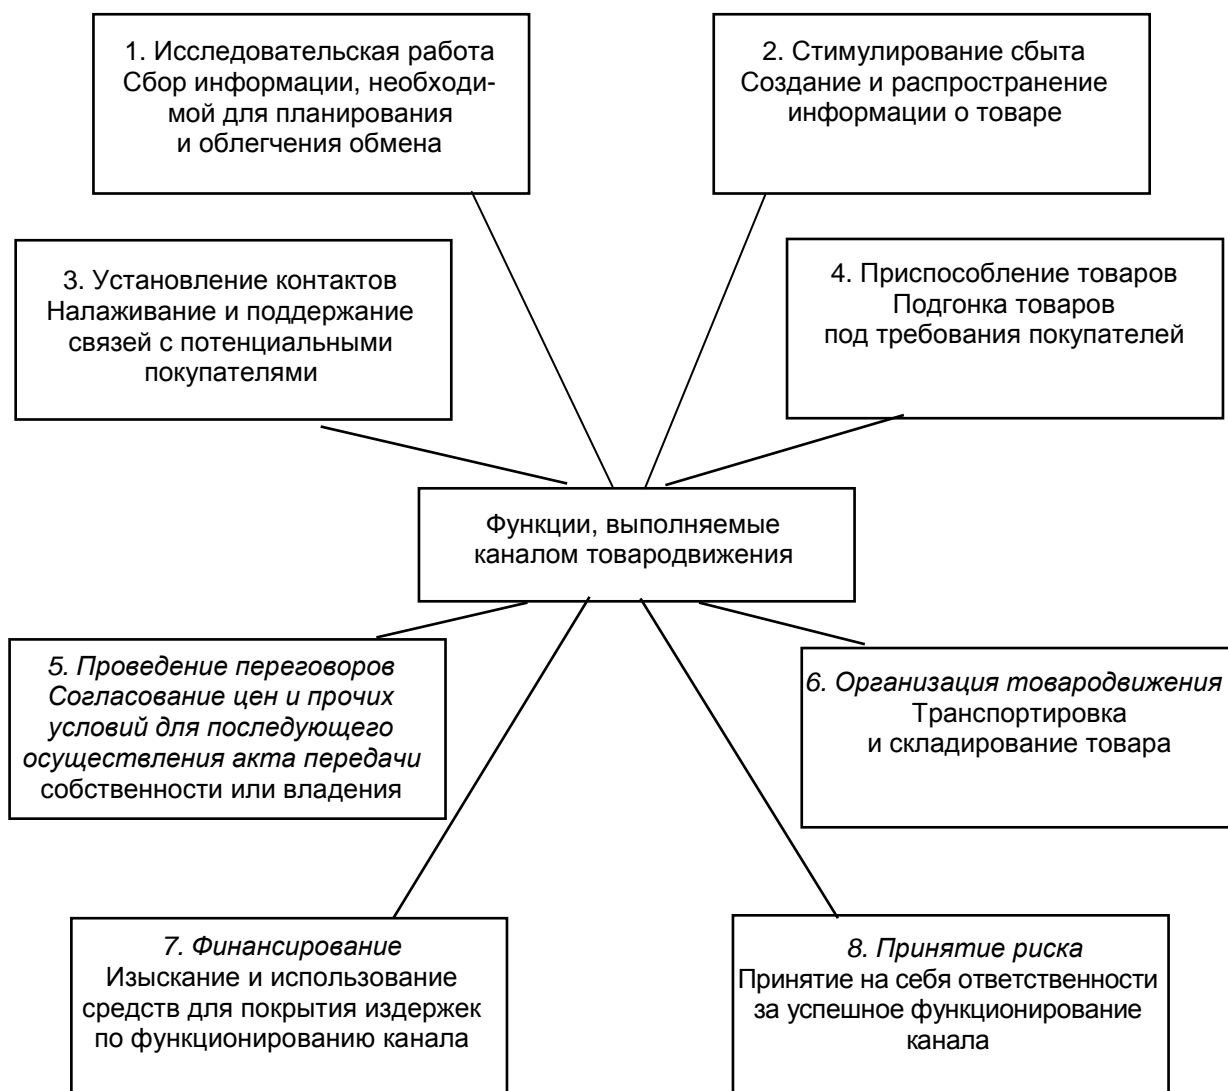 1. Исследовательская работа
Сбор информации, необходи-
мой для планирования
и облегчения обмена
2. Стимулирование сбыта
Создание и распространение
информации о товаре
3. Установление контактов
Налаживание и поддержание
связей с потенциальными
покупателями
4. Приспособление товаров
Подгонка товаров
под требования покупателей
Функции, выполняемые
каналом товародвижения
5. Проведение переговоров
Согласование цен и прочих
условий для последующего
осуществления акта передачи
собственности или владения
6. Организация товародвижения
Транспортировка
и складирование товара
7. Финансирование
Изыскание и использование
средств для покрытия издержек
по функционированию канала
8. Принятие риска
Принятие на себя ответственности
за успешное функционирование
канала